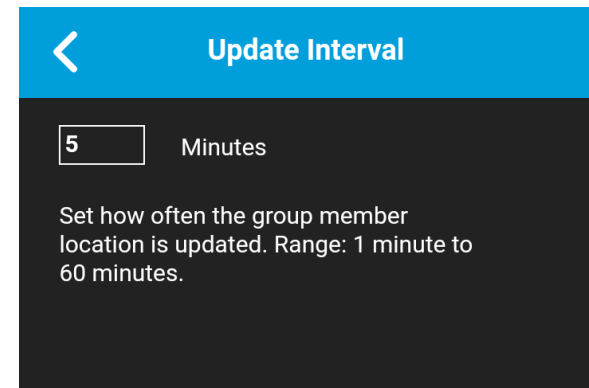 Update Interval
5 Minutes
Set how often the group member
location is updated. Range: 1 minute to
60 minutes.